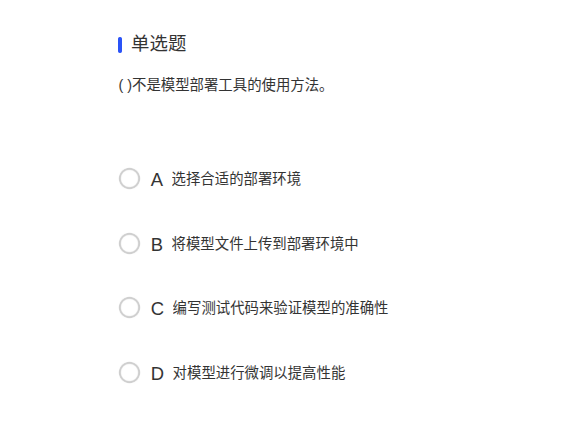 单选题
( )不是模型部署工具的使用方法。
A 选择合适的部署环境
B 将模型文件上传到部署环境中
C 编写测试代码来验证模型的准确性
D 对模型进行微调以提高性能